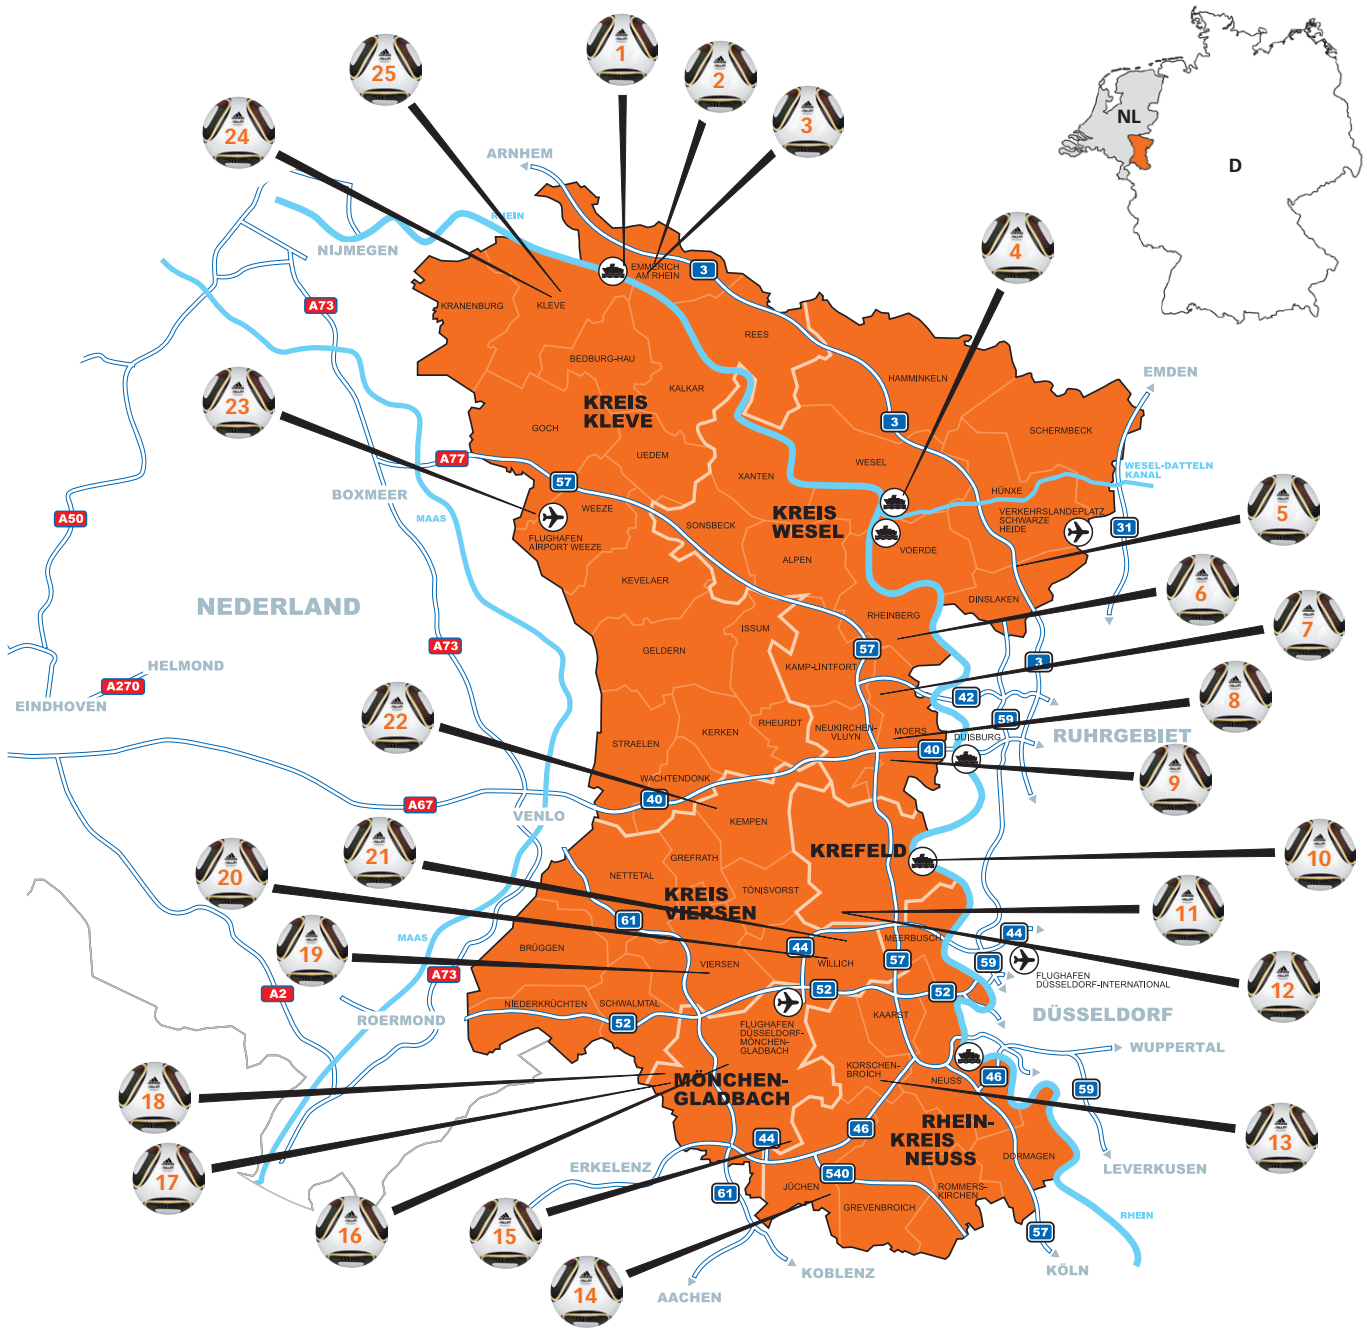 1
2
3
25
24
NL
D
ARNHEM
RHEIN
NIJMEGEN
EMMERICH
AM RHEIN
3
4
A73
KRANENBURG
KLEVE
REES
BEDBURG-HAU
HAMMINKELN
EMDEN
KALKAR
23
KREIS
KLEVE
3
GOCH
SCHERMBECK
UEDEM
A77
WESEL
WESEL-DATTELN
KANAL
XANTEN
57
HÜNXE
BOXMEER
WEEZE
KREIS
WESEL
VERKEHRSLANDEPLATZ
SCHWARZE
HEIDE
5
A50
MAAS
SONSBECK
31
FLUGHAFEN
AIRPORT WEEZE
VOERDE
ALPEN
KEVELAER
6
NEDERLAND
DINSLAKEN
RHEINBERG
7
ISSUM
A73
GELDERN
57
HELMOND
KAMP-LINTFORT
3
A270
42
8
EINDHOVEN
22
59
RHEURDT
NEUKIRCHEN-
VLUYN
MOERS
KERKEN
DUISBURG
RUHRGEBIET
STRAELEN
40
WACHTENDONK
9
40
A67
VENLO
KEMPEN
21
KREFELD
10
GREFRATH
20
NETTETAL
TÖNISVORST
KREIS
VIERSEN
11
61
MAAS
44
MEERBUSCH
44
19
BRÜGGEN
VIERSEN
WILLICH
57
59
A73
FLUGHAFEN
DÜSSELDORF-INTERNATIONAL
12
A2
52
52
NIEDERKRÜCHTEN
SCHWALMTAL
KAARST
DÜSSELDORF
ROERMOND
52
FLUGHAFEN
DÜSSELDORF-
MÖNCHEN-
GLADBACH
WUPPERTAL
KORSCHEN-
BROICH
NEUSS
46
MÖNCHEN-
GLADBACH
59
18
RHEIN-
KREIS
NEUSS
46
44
13
DORMAGEN
ERKELENZ
LEVERKUSEN
17
540
JÜCHEN
ROMMERS-
KIRCHEN
61
GREVENBROICH
RHEIN
16
15
57
KOBLENZ
KÖLN
14
AACHEN